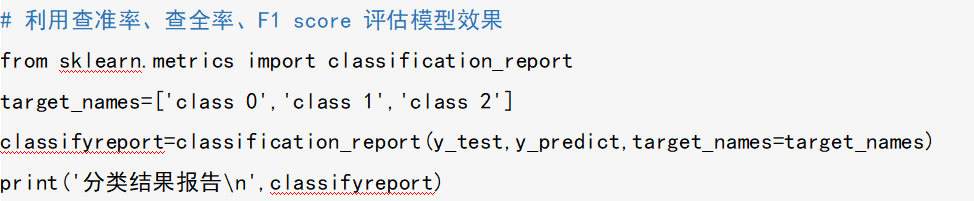 # 利用查准率、查全率、F1 score 评估模型效果
from sklearn.metrics import classification_report
target_names=['class 0','class 1','class 2']
classifyreport=classification_report(y_test,y_predict,target_names=target_names)
print('分类结果报告\n',classifyreport)